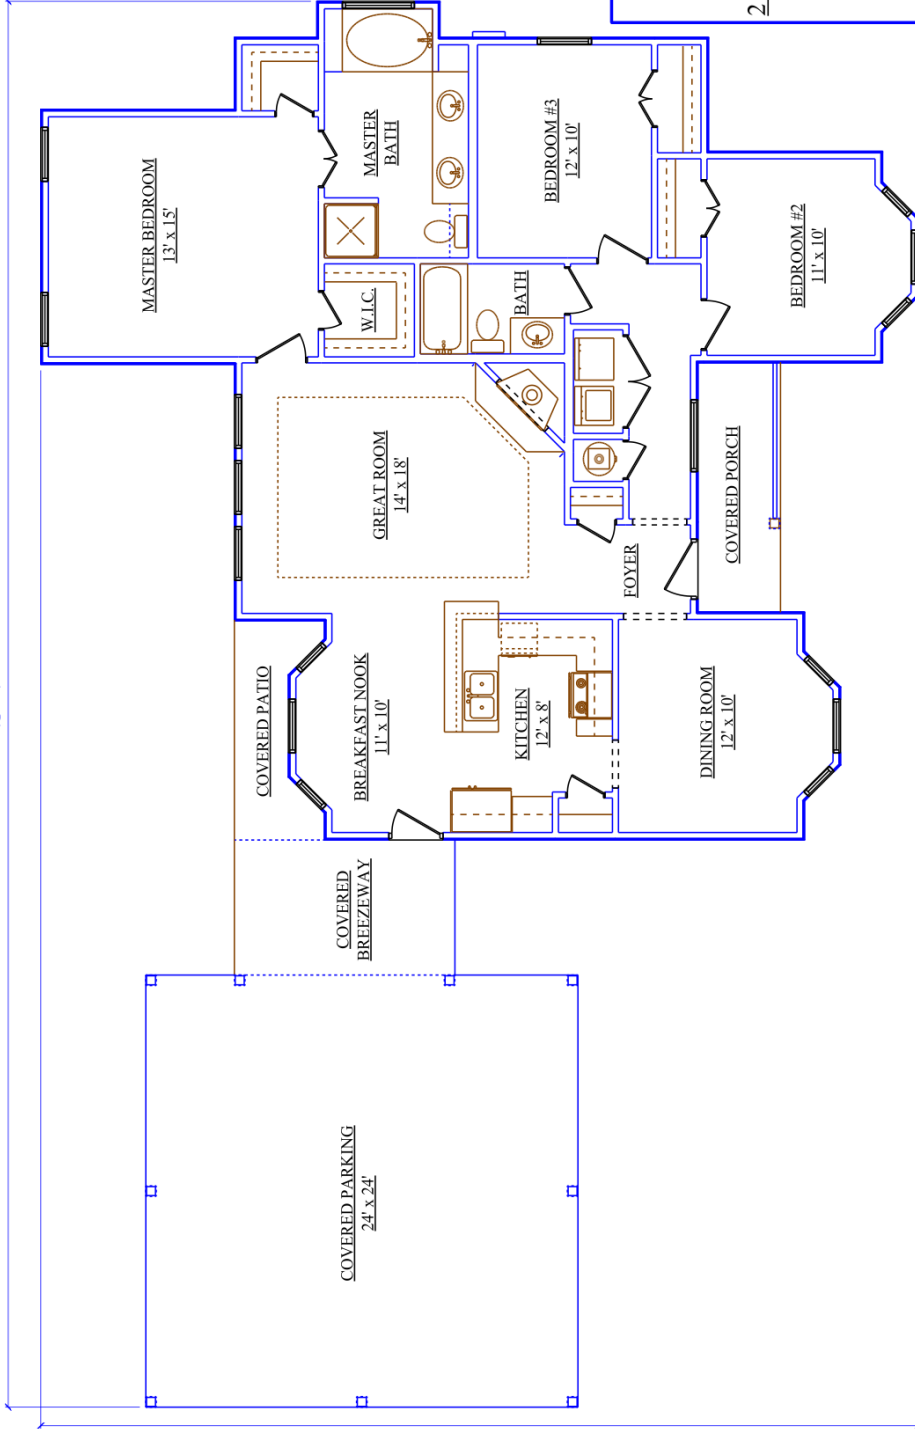 MASTER BEDROOM
13' x 15'
MASTER
BATH
BEDROOM #3
12' x 10'
BEDROOM #2
11' x 10'
W.I.C.
BATH
GREAT ROOM
14' x 18'
FOYER
COVERED PORCH
COVERED PATIO
BREAKFAST NOOK
11' x 10'
KITCHEN
12' x 8'
DINING ROOM
12' x 10'
COVERED
BREEZEWAY
COVERED PARKING
24' x 24'
2